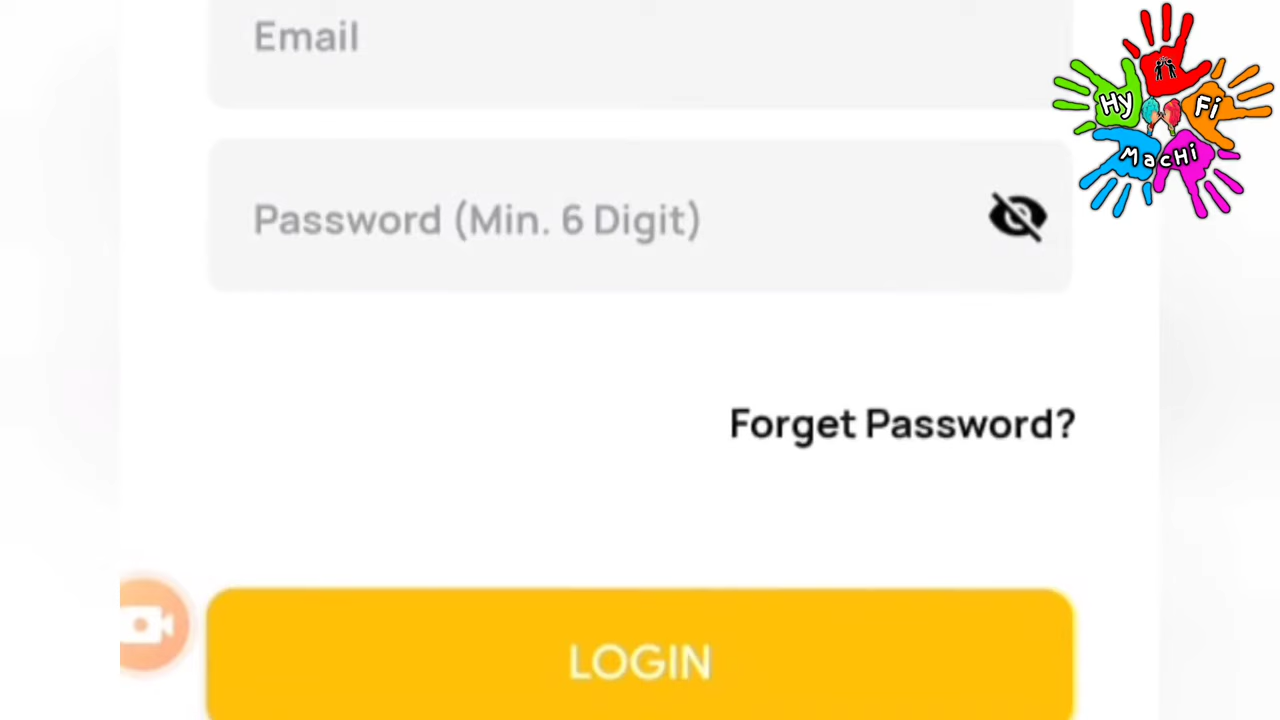 Email
Password (Min. 6 Digit)
Forget Password?
LOGIN
Hy
Fi
MacHi